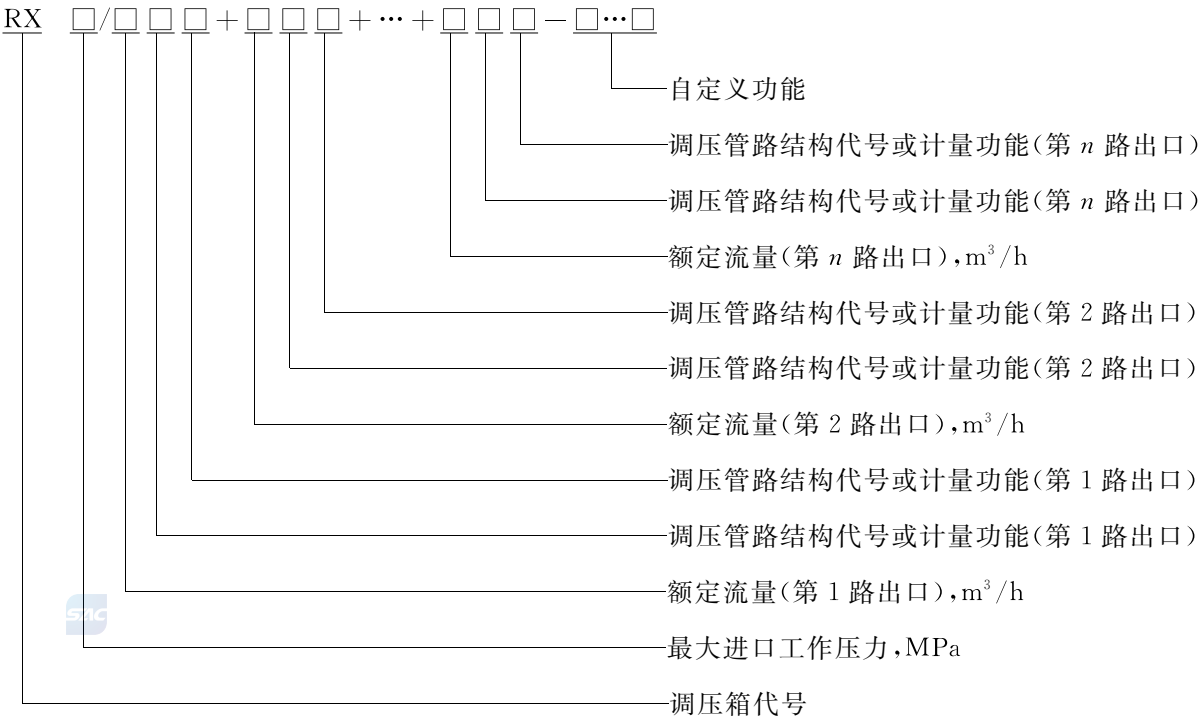 RX □/□□□+□□□+…+□□□-□…□
自定义功能
调压管路结构代号或计量功能(第 n 路出口)
调压管路结构代号或计量功能(第 n 路出口)
额定流量(第 n 路出口),m³/h
调压管路结构代号或计量功能(第 2 路出口)
调压管路结构代号或计量功能(第 2 路出口)
额定流量(第 2 路出口),m³/h
调压管路结构代号或计量功能(第 1 路出口)
调压管路结构代号或计量功能(第 1 路出口)
额定流量(第 1 路出口),m³/h
SAC
最大进口工作压力,MPa
调压箱代号